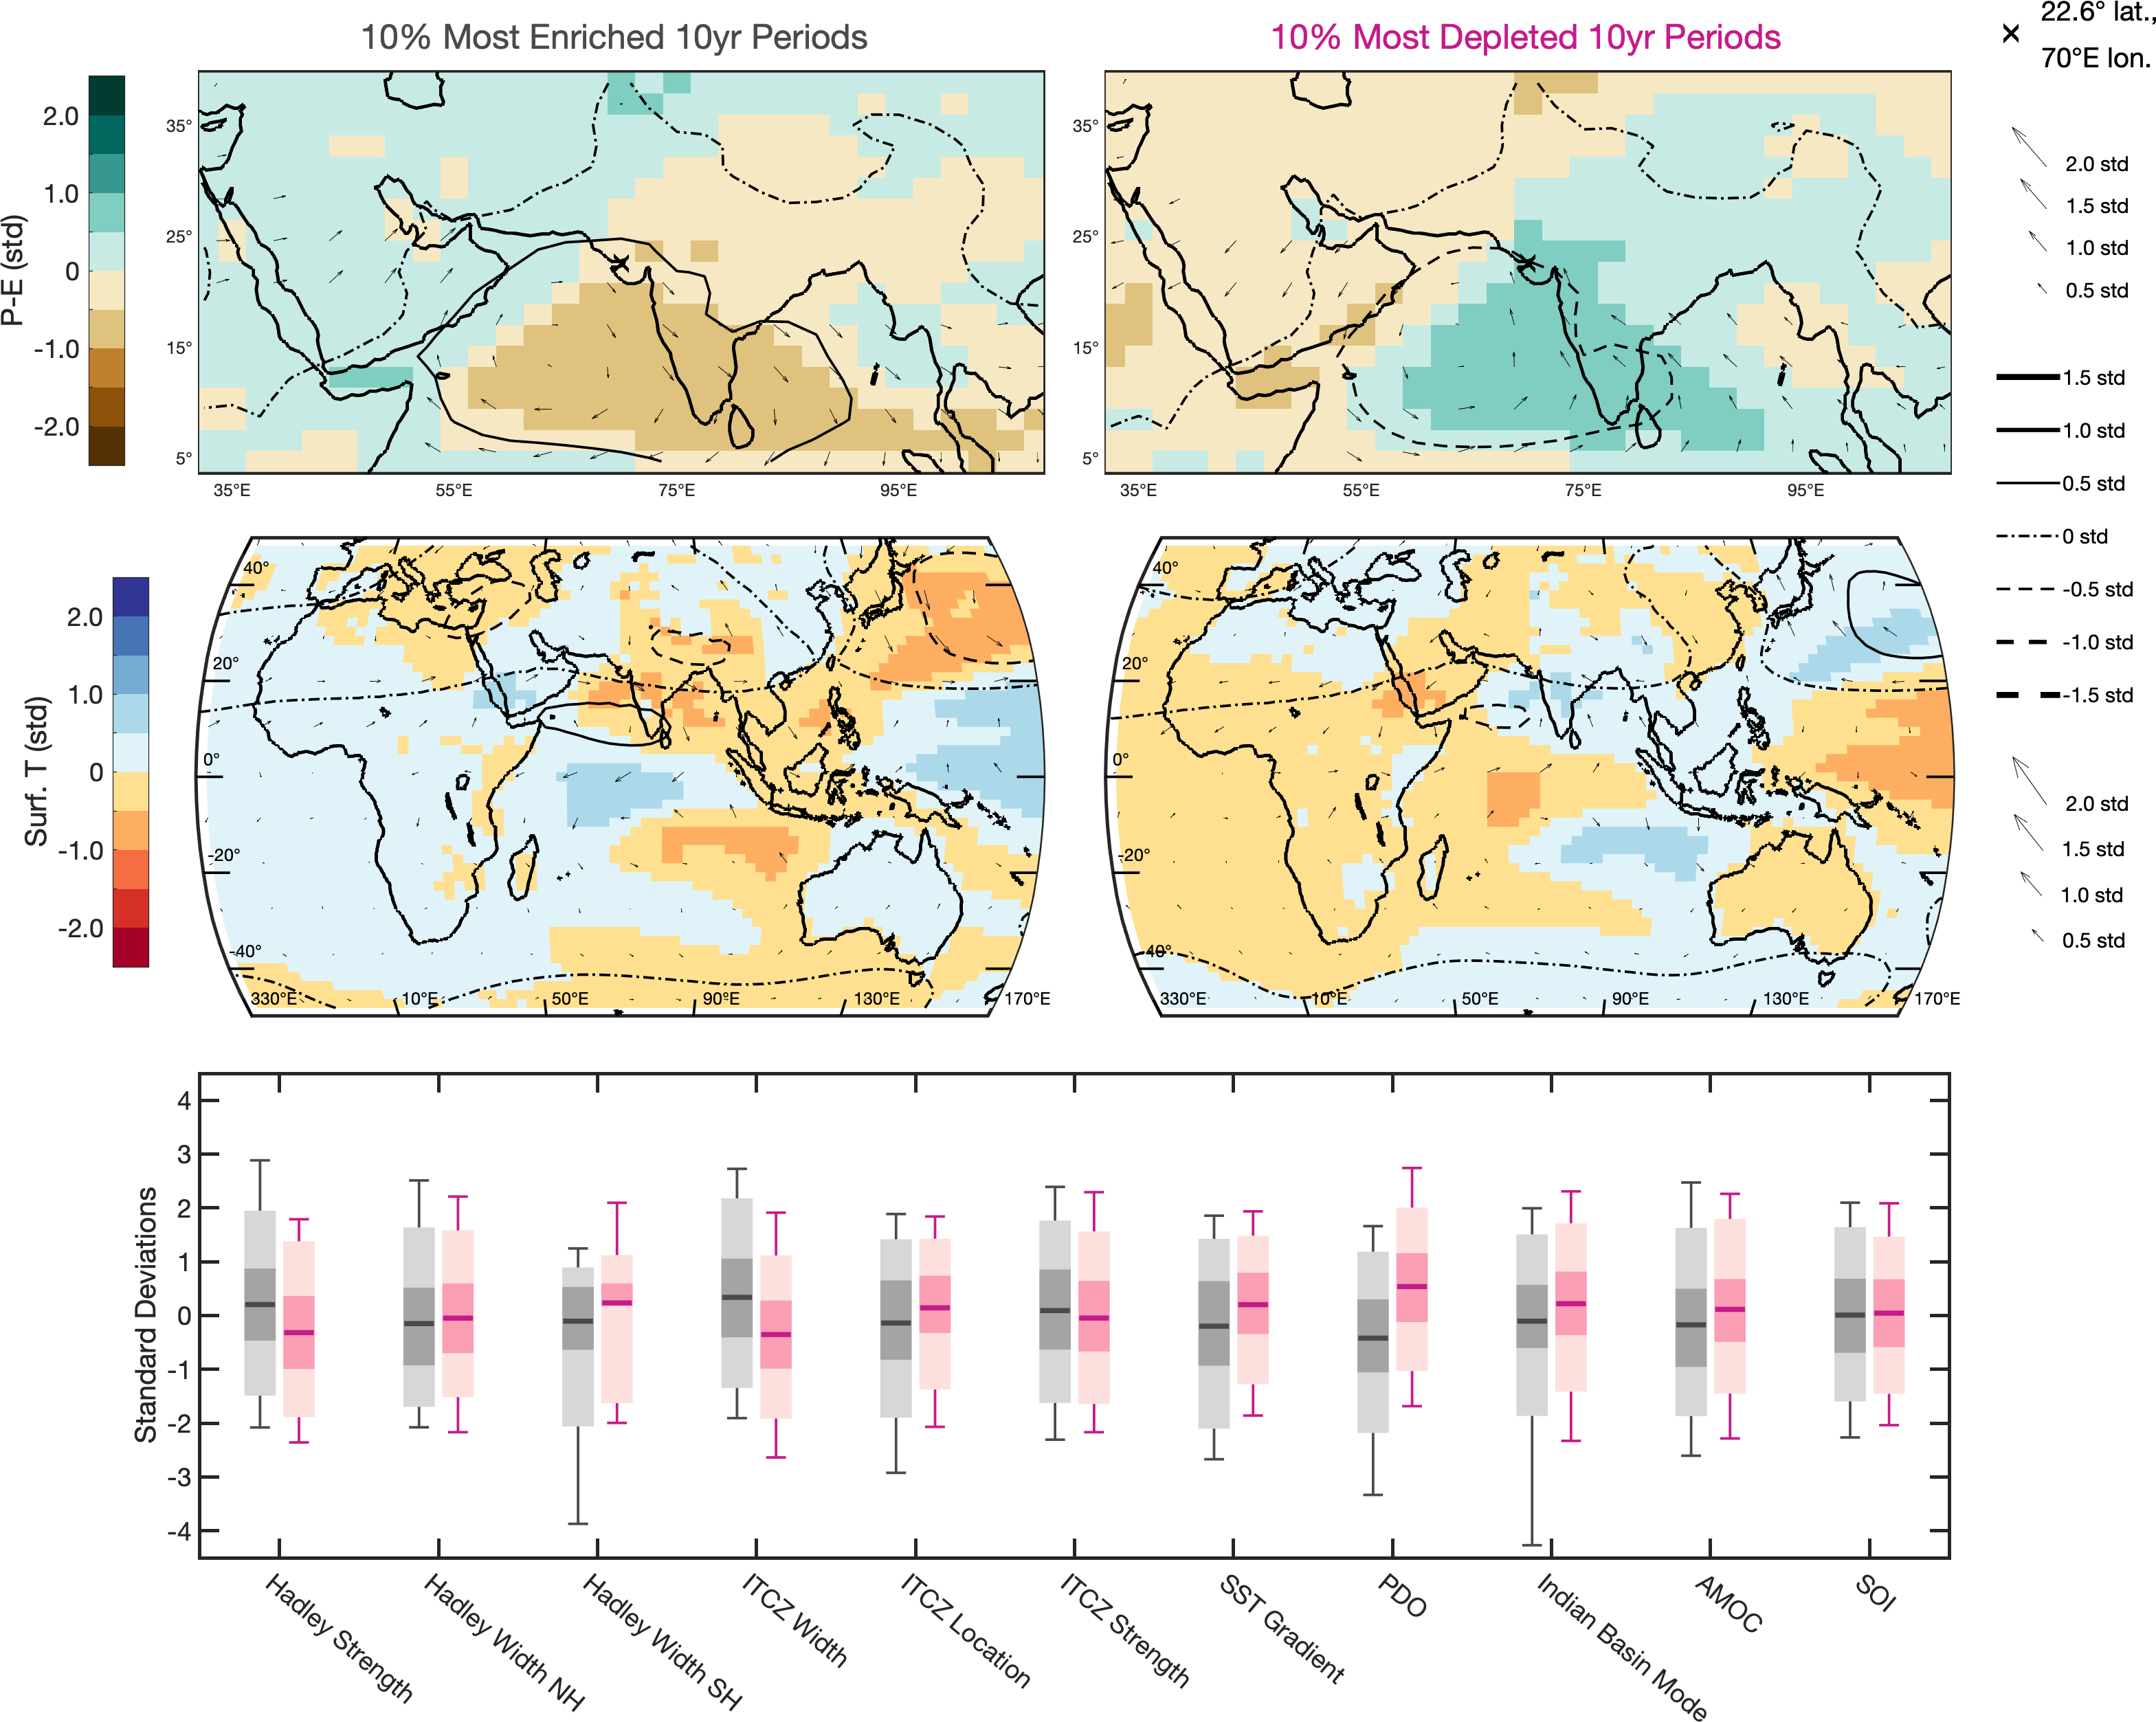 10% Most Enriched 10yr Periods
10% Most Depleted 10yr Periods
22.6° lat.,
70°E lon.
P-E (std)
2.0
1.0
0
-1.0
-2.0
35°
25°
15°
5°
35°E 55°E 75°E 95°E
35°
25°
15°
5°
35°E 55°E 75°E 95°E
2.0 std
1.5 std
1.0 std
0.5 std
1.5 std
1.0 std
0.5 std
0 std
-0.5 std
-1.0 std
-1.5 std
2.0 std
1.5 std
1.0 std
0.5 std
Surf. T (std)
2.0
1.0
0
-1.0
-2.0
40°
20°
0°
-20°
-40°
330°E 10°E 50°E 90°E 130°E 170°E
40°
20°
0°
-20°
-40°
330°E 10°E 50°E 90°E 130°E 170°E
Standard Deviations
4
3
2
1
0
-1
-2
-3
-4
Hadley Strength
Hadley Width NH
Hadley Width SH
ITCZ Width
ITCZ Location
ITCZ Strength
SST Gradient
PDO
Indian Basin Mode
AMOC
SOI